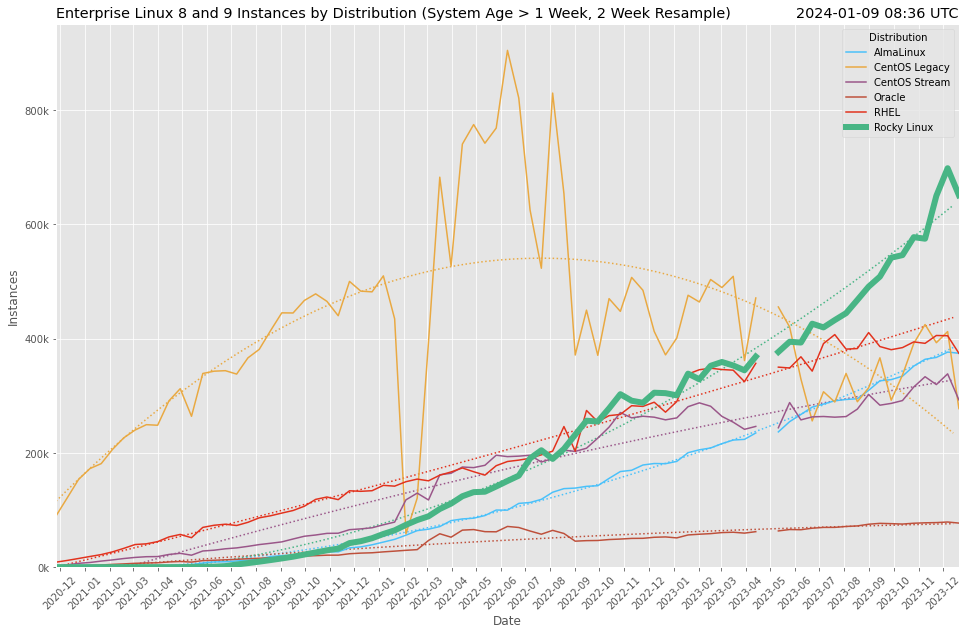 Enterprise Linux 8 and 9 Instances by Distribution (System Age > 1 Week, 2 Week Resample)
2024-01-09 08:36 UTC
Distribution
AlmaLinux
CentOS Legacy
CentOS Stream
Oracle
RHEL
Rocky Linux
800k
600k
400k
200k
0k
Instances
2020-12
2021-01
2021-02
2021-03
2021-04
2021-05
2021-06
2021-07
2021-08
2021-09
2021-10
2021-11
2021-12
2022-01
2022-02
2022-03
2022-04
2022-05
2022-06
2022-07
2022-08
2022-09
2022-10
2022-11
2022-12
2023-01
2023-02
2023-03
2023-04
2023-05
2023-06
2023-07
2023-08
2023-09
2023-10
2023-11
2023-12
Date